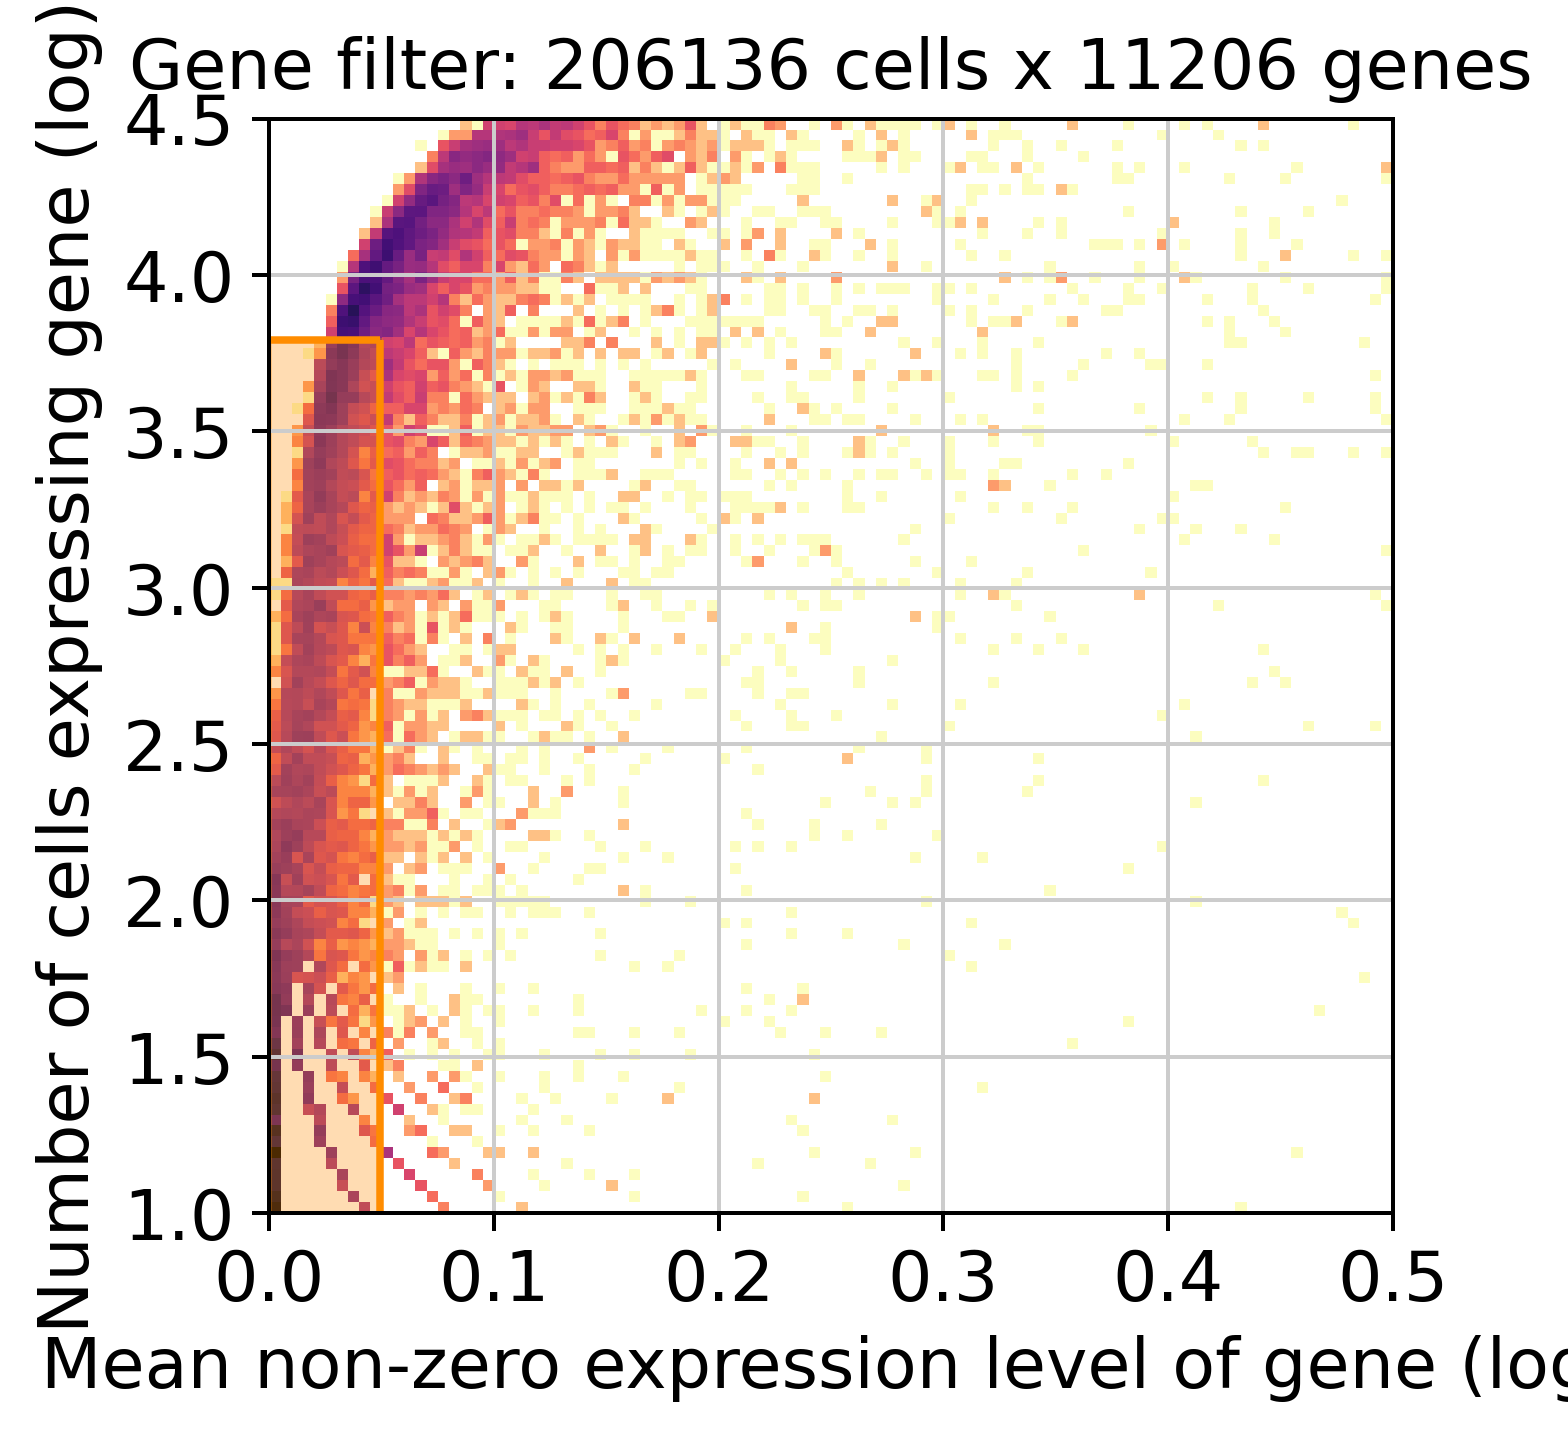 Gene filter: 206136 cells x 11206 genes
Number of cells expressing gene (log)
4.5
4.0
3.5
3.0
2.5
2.0
1.5
1.0
0.0 0.1 0.2 0.3 0.4 0.5
Mean non-zero expression level of gene (log